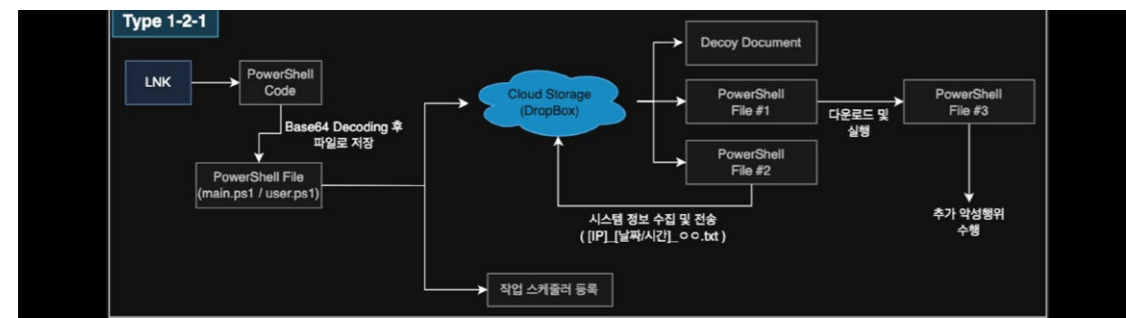 Type 1-2-1
LNK
PowerShell
Code
Base64 Decoding 후
파일로 저장
PowerShell File
(main.ps1 / user.ps1)
Cloud Storage
(DropBox)
Decoy Document
PowerShell
File #1
다운로드 및
실행
PowerShell
File #3
PowerShell
File #2
시스템 정보 수집 및 전송
( [IP]_[날짜/시간]_ㅇㅇ.txt )
추가 악성행위
수행
작업 스케줄러 등록